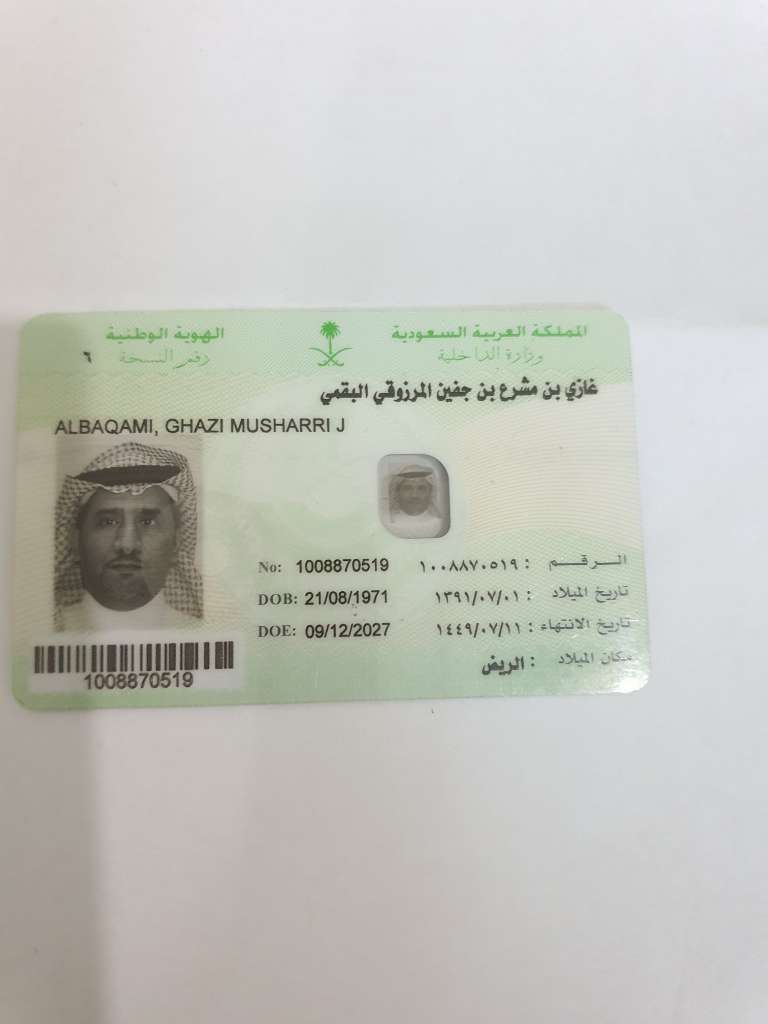 المملكة العربية السعودية
الهوية الوطنية
وزارة الداخلية
رقم النسخة ٦
غازي بن مشرع بن جفين المرزوقي البقمي
ALBAQAMI, GHAZI MUSHARRI J
No: 1008870519 الرقم : ١٠٠٨٨٧٠٥١٩
DOB: 21/08/1971 تاريخ الميلاد : ١٣٩١/٠٧/٠١
DOE: 09/12/2027 تاريخ الانتهاء : ١٤٤٩/٠٧/١١
مكان الميلاد : الريض
1008870519